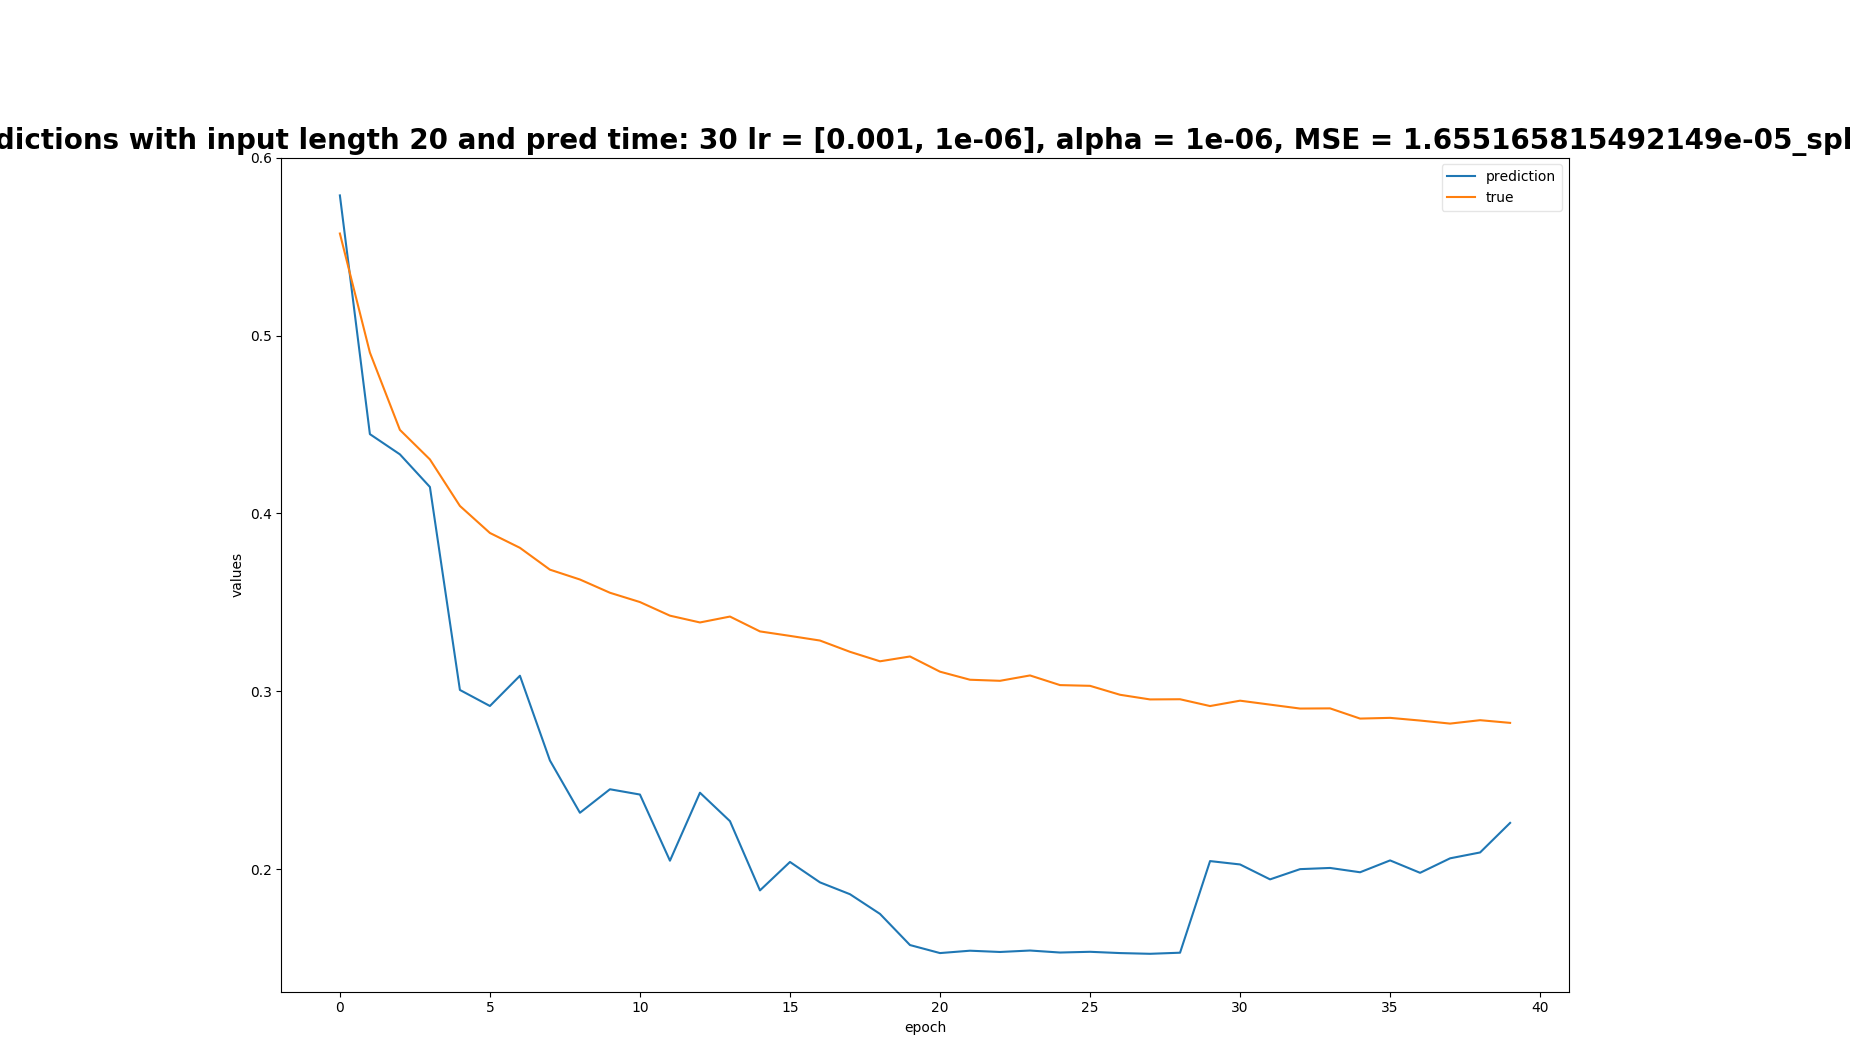 dictions with input length 20 and pred time: 30 lr = [0.001, 1e-06], alpha = 1e-06, MSE = 1.655165815492149e-05_spl
prediction
true
0.6
0.5
0.4
0.3
0.2
values
0 5 10 15 20 25 30 35 40
epoch